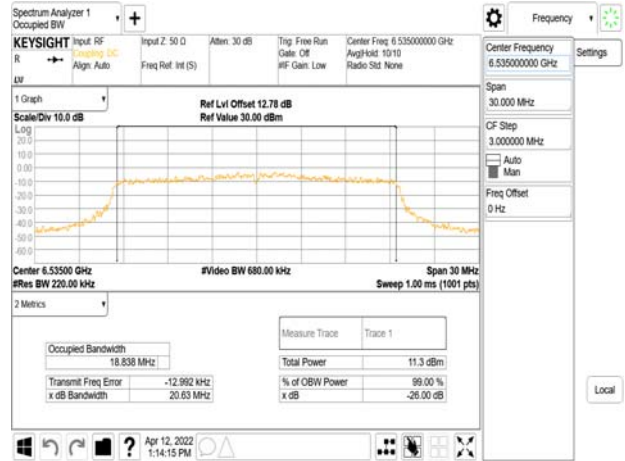 Spectrum Analyzer 1
Occupied BW
+
Frequency
KEYSIGHT
R
Input: RF
Coupling: DC
Align: Auto
Input Z: 50 Ω
Freq Ref: Int (S)
Atten: 30 dB
Trig: Free Run
Gate: Off
#IF Gain: Low
Center Freq: 6.535000000 GHz
Avg|Hold: 10/10
Radio Std: None
LXI
1 Graph
Scale/Div 10.0 dB
Ref Lvl Offset 12.78 dB
Ref Value 30.00 dBm
Log
20.0
10.0
0.00
-10.0
-20.0
-30.0
-40.0
-50.0
-60.0
Center 6.53500 GHz
#Res BW 220.00 kHz
#Video BW 680.00 kHz
Span 30 MHz
Sweep 1.00 ms (1001 pts)
2 Metrics
Measure Trace
Trace 1
Occupied Bandwidth
18.838 MHz
Total Power
11.3 dBm
Transmit Freq Error
-12.992 kHz
% of OBW Power
99.00 %
x dB Bandwidth
20.63 MHz
x dB
-26.00 dB
Center Frequency
6.535000000 GHz
Settings
Span
30.000 MHz
CF Step
3.000000 MHz
Auto
Man
Freq Offset
0 Hz
Local
?
Apr 12, 2022
1:14:15 PM